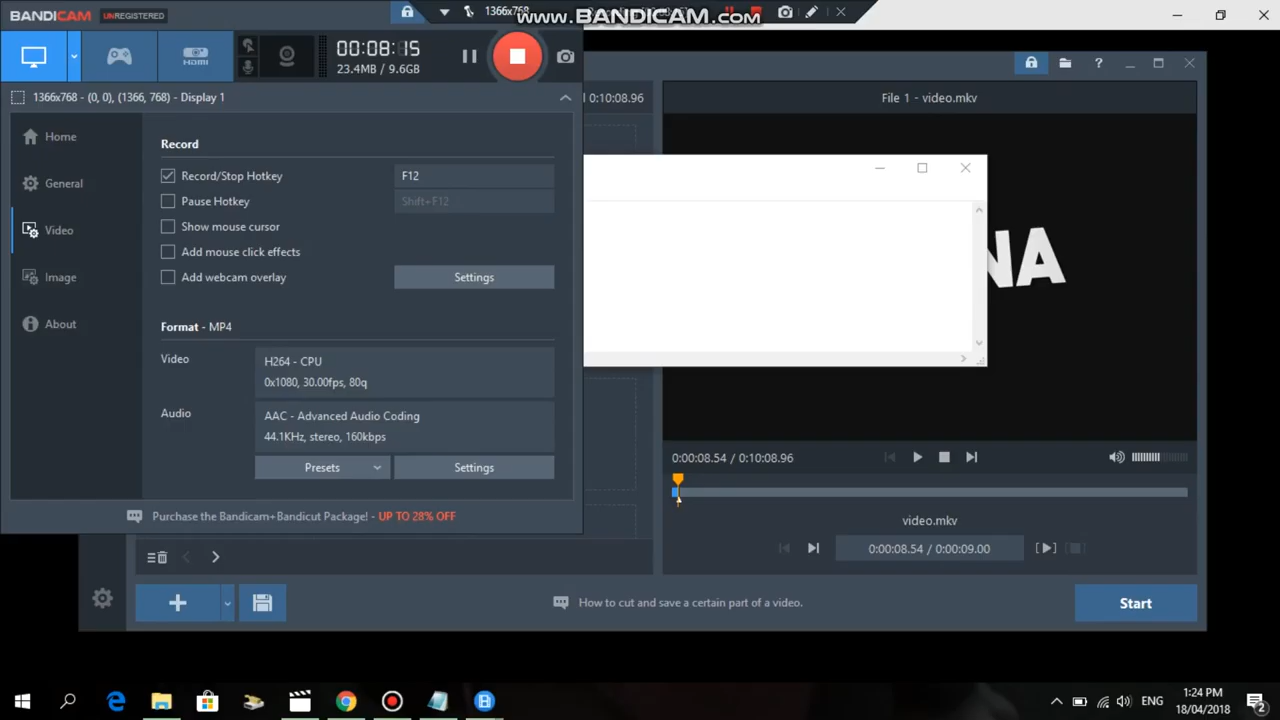 BANDICAM UNREGISTERED
1366x768
www.BANDICAM.com
00:08:15
23.4MB / 9.6GB
HDMI
1366x768 - (0, 0), (1366, 768) - Display 1
Home
General
Video
Image
About
Record
Record/Stop Hotkey F12
Pause Hotkey Shift+F12
Show mouse cursor
Add mouse click effects
Add webcam overlay Settings
Format - MP4
Video H264 - CPU
0x1080, 30.00fps, 80q
Audio AAC - Advanced Audio Coding
44.1KHz, stereo, 160kbps
Presets Settings
Purchase the Bandicam+Bandicut Package! - UP TO 28% OFF
0:10:08.96
File 1 - video.mkv
NA
0:00:08.54 / 0:10:08.96
video.mkv
0:00:08.54 / 0:00:09.00
How to cut and save a certain part of a video.
Start
ENG
1:24 PM
18/04/2018
2